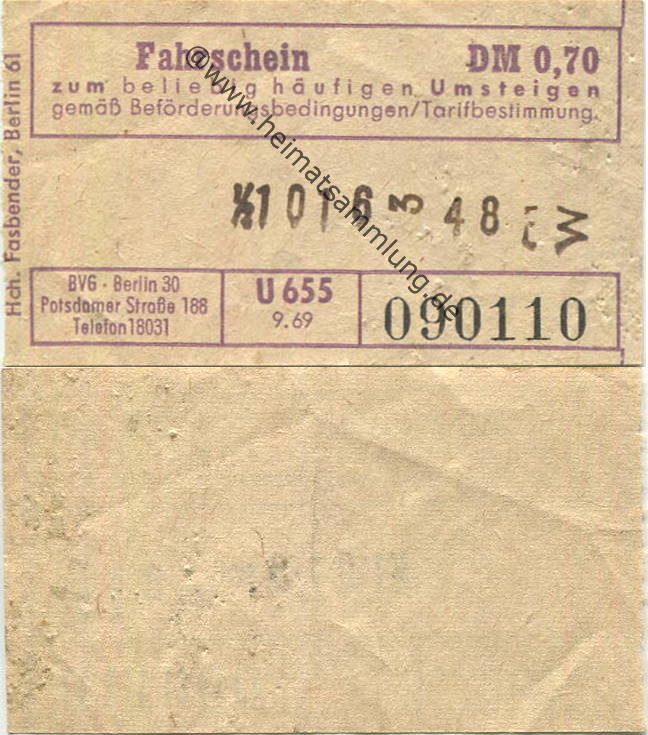 Fahrschein DM 0,70
zum beliebig häufigen Umsteigen
gemäß Beförderungsbedingungen/Tarifbestimmung.
Hch. Fasbender, Berlin 61
48
W
BVG · Berlin 30
Potsdamer Straße 188
Telefon 18031
U 655
9.69
090110
@www.heimatsammlung.de